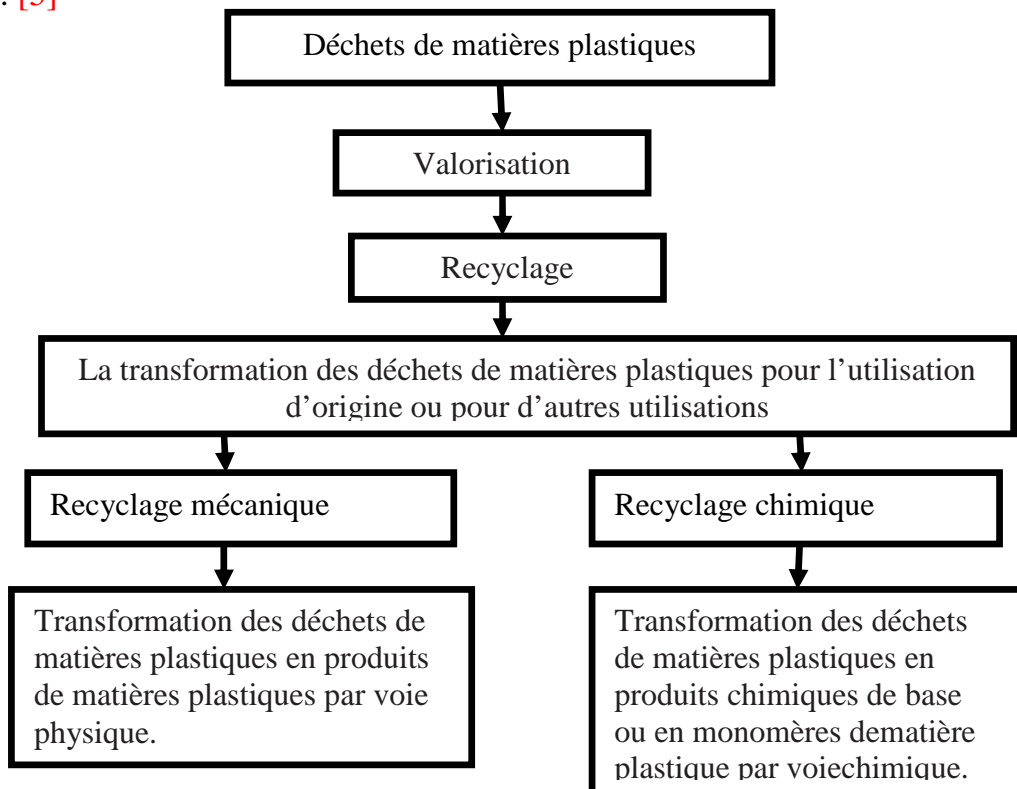 . [5]
Déchets de matières plastiques
Valorisation
Recyclage
La transformation des déchets de matières plastiques pour l’utilisation
d’origine ou pour d’autres utilisations
Recyclage mécanique
Recyclage chimique
Transformation des déchets de
matières plastiques en produits
de matières plastiques par voie
physique.
Transformation des déchets
de matières plastiques en
produits chimiques de base
ou en monomères dematière
plastique par voiechimique.